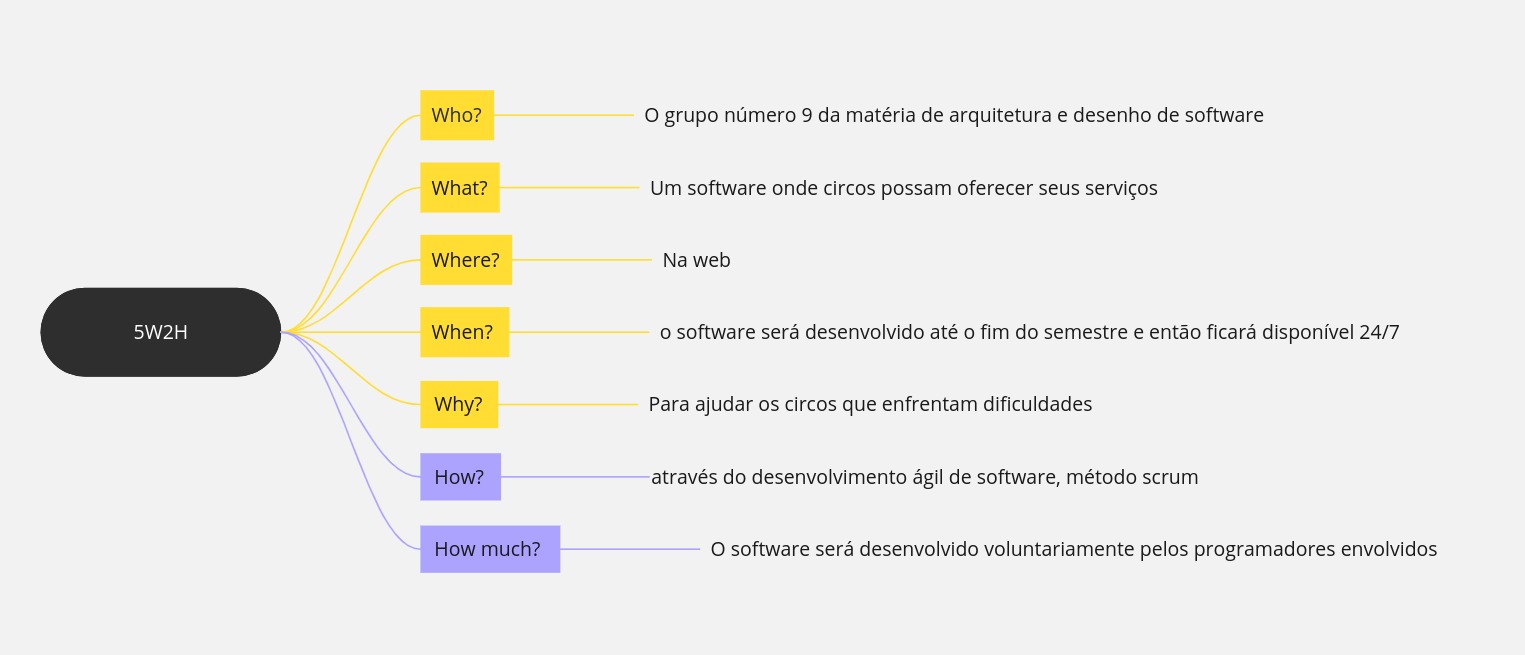 Who?
O grupo número 9 da matéria de arquitetura e desenho de software
What?
Um software onde circos possam oferecer seus serviços
Where?
Na web
5W2H
When?
o software será desenvolvido até o fim do semestre e então ficará disponível 24/7
Why?
Para ajudar os circos que enfrentam dificuldades
How?
através do desenvolvimento ágil de software, método scrum
How much?
O software será desenvolvido voluntariamente pelos programadores envolvidos